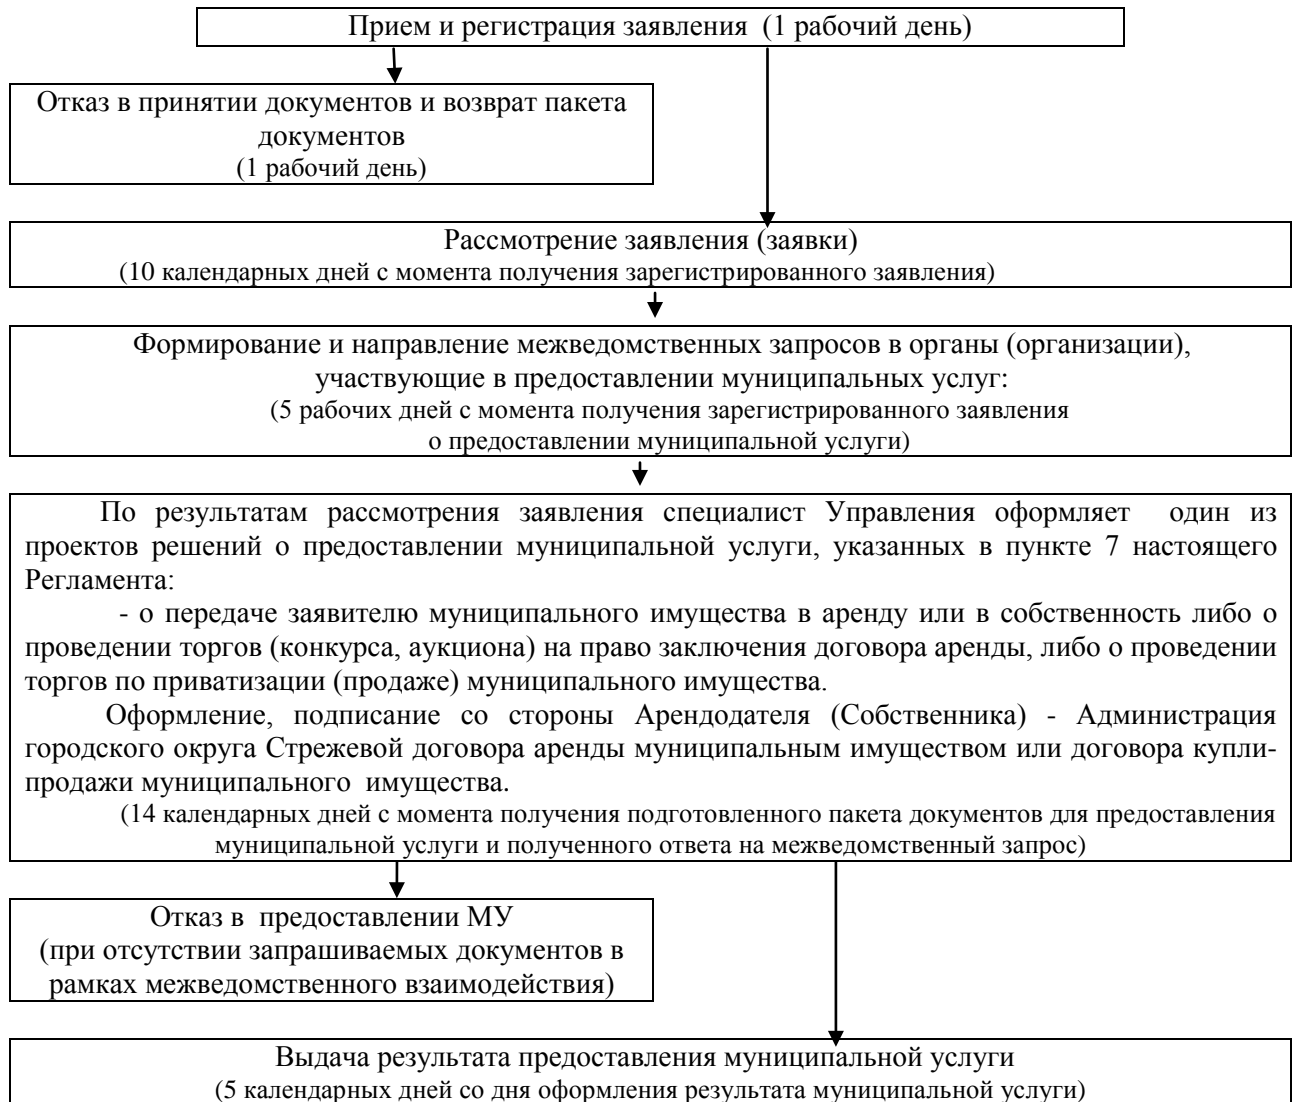 Прием и регистрация заявления (1 рабочий день)
Отказ в принятии документов и возврат пакета
документов
(1 рабочий день)
Рассмотрение заявления (заявки)
(10 календарных дней с момента получения зарегистрированного заявления)
Формирование и направление межведомственных запросов в органы (организации),
участвующие в предоставлении муниципальных услуг:
(5 рабочих дней с момента получения зарегистрированного заявления
о предоставлении муниципальной услуги)
По результатам рассмотрения заявления специалист Управления оформляет один из
проектов решений о предоставлении муниципальной услуги, указанных в пункте 7 настоящего
Регламента:
- о передаче заявителю муниципального имущества в аренду или в собственность либо о
проведении торгов (конкурса, аукциона) на право заключения договора аренды, либо о проведении
торгов по приватизации (продаже) муниципального имущества.
Оформление, подписание со стороны Арендодателя (Собственника) - Администрация
городского округа Стрежевой договора аренды муниципальным имуществом или договора купли-
продажи муниципального имущества.
(14 календарных дней с момента получения подготовленного пакета документов для предоставления
муниципальной услуги и полученного ответа на межведомственный запрос)
Отказ в предоставлении МУ
(при отсутствии запрашиваемых документов в
рамках межведомственного взаимодействия)
Выдача результата предоставления муниципальной услуги
(5 календарных дней со дня оформления результата муниципальной услуги)